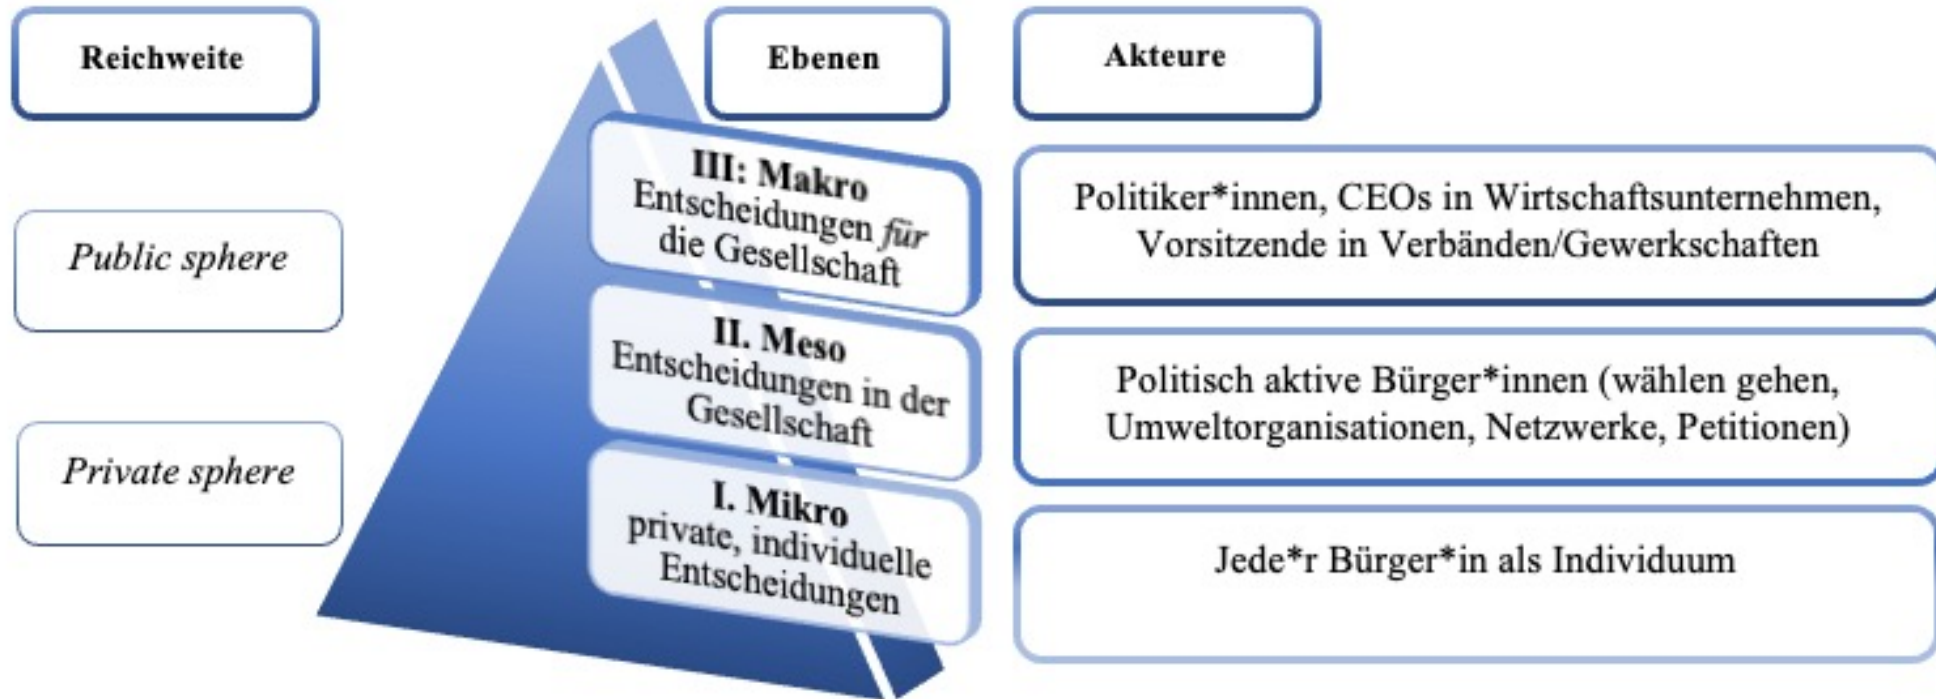 Reichweite
Ebenen
Akteure
Public sphere
Private sphere
III: Makro
Entscheidungen für
die Gesellschaft
Politiker*innen, CEOs in Wirtschaftsunternehmen,
Vorsitzende in Verbänden/Gewerkschaften
II. Meso
Entscheidungen in der
Gesellschaft
Politisch aktive Bürger*innen (wählen gehen,
Umweltorganisationen, Netzwerke, Petitionen)
I. Mikro
private, individuelle
Entscheidungen
Jede*r Bürger*in als Individuum